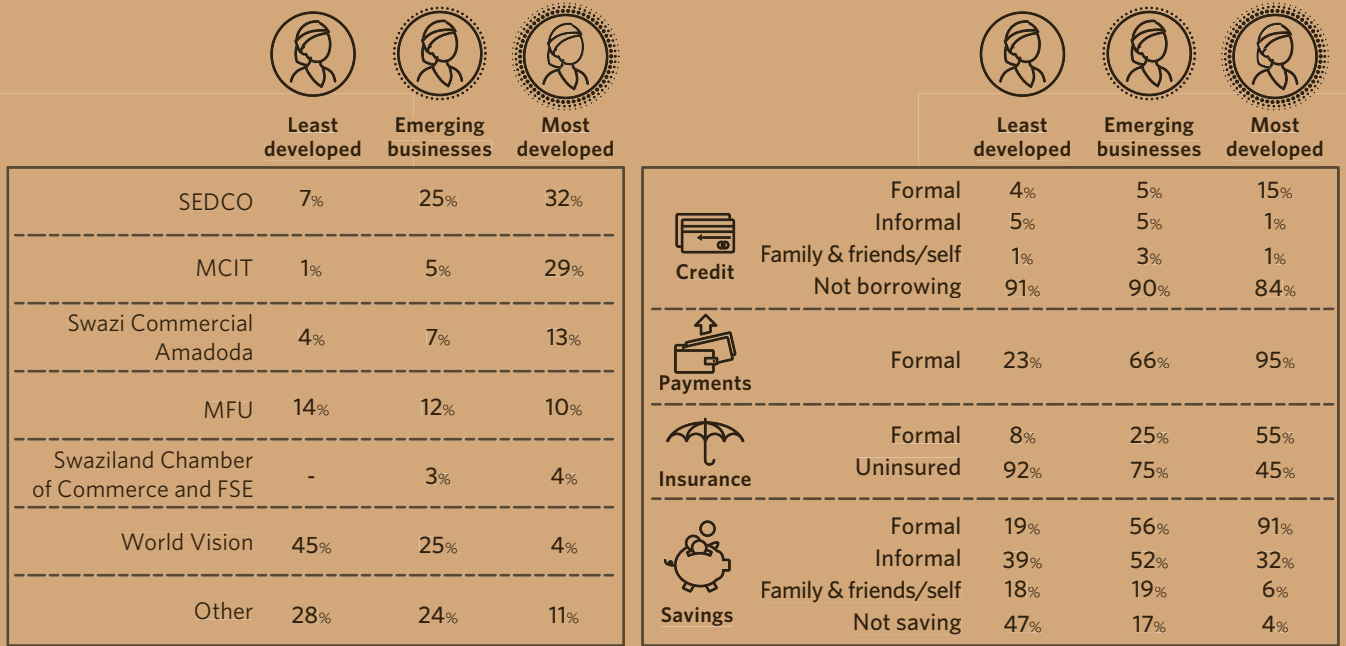 Least developed
Emerging businesses
Most developed
SEDCO 7% 25% 32%
MCIT 1% 5% 29%
Swazi Commercial
Amadoda 4% 7% 13%
MFU 14% 12% 10%
Swaziland Chamber
of Commerce and FSE - 3% 4%
World Vision 45% 25% 4%
Other 28% 24% 11%
Least developed
Emerging businesses
Most developed
Credit
Formal 4% 5% 15%
Informal 5% 5% 1%
Family & friends/self 1% 3% 1%
Not borrowing 91% 90% 84%
Payments
Formal 23% 66% 95%
Insurance
Formal 8% 25% 55%
Uninsured 92% 75% 45%
Savings
Formal 19% 56% 91%
Informal 39% 52% 32%
Family & friends/self 18% 19% 6%
Not saving 47% 17% 4%